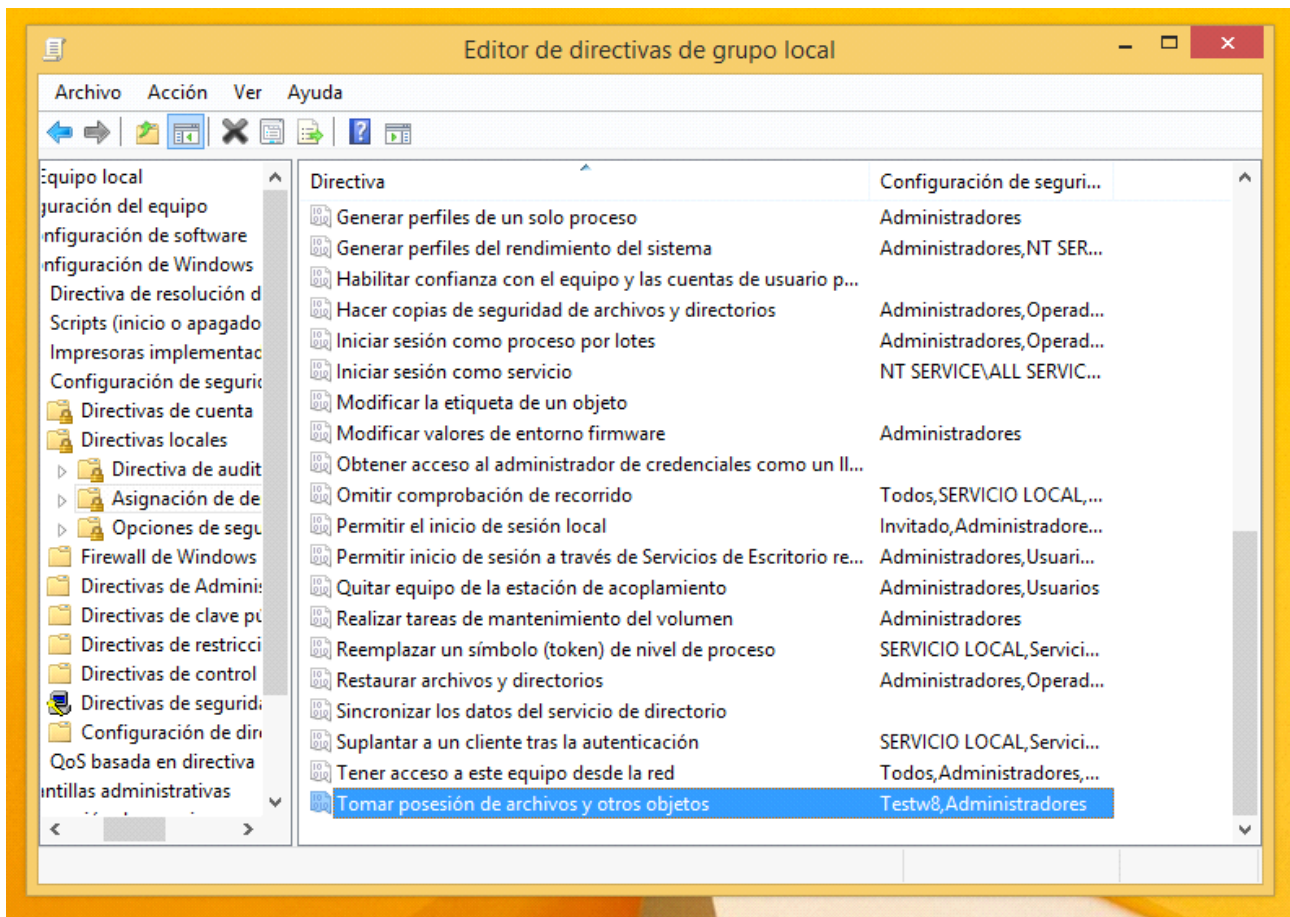 Editor de directivas de grupo local
Archivo Acción Ver Ayuda
Equipo local
guración del equipo
nfiguración de software
nfiguración de Windows
Directiva de resolución d
Scripts (inicio o apagado
Impresoras implementac
Configuración de seguric
Directivas de cuenta
Directivas locales
Directiva de audit
Asignación de de
Opciones de segu
Firewall de Windows
Directivas de Adminis
Directivas de clave pú
Directivas de restricci
Directivas de control
Directivas de segurida
Configuración de dire
QoS basada en directiva
ntillas administrativas
Directiva Configuración de seguri...
Generar perfiles de un solo proceso Administradores
Generar perfiles del rendimiento del sistema Administradores,NT SER...
Habilitar confianza con el equipo y las cuentas de usuario p...
Hacer copias de seguridad de archivos y directorios Administradores,Operad...
Iniciar sesión como proceso por lotes Administradores,Operad...
Iniciar sesión como servicio NT SERVICE\ALL SERVIC...
Modificar la etiqueta de un objeto
Modificar valores de entorno firmware Administradores
Obtener acceso al administrador de credenciales como un ll...
Omitir comprobación de recorrido Todos,SERVICIO LOCAL,...
Permitir el inicio de sesión local Invitado,Administradore...
Permitir inicio de sesión a través de Servicios de Escritorio re... Administradores,Usuari...
Quitar equipo de la estación de acoplamiento Administradores,Usuarios
Realizar tareas de mantenimiento del volumen Administradores
Reemplazar un símbolo (token) de nivel de proceso SERVICIO LOCAL,Servici...
Restaurar archivos y directorios Administradores,Operad...
Sincronizar los datos del servicio de directorio
Suplantar a un cliente tras la autenticación SERVICIO LOCAL,Servici...
Tener acceso a este equipo desde la red Todos,Administradores,...
Tomar posesión de archivos y otros objetos Testw8,Administradores